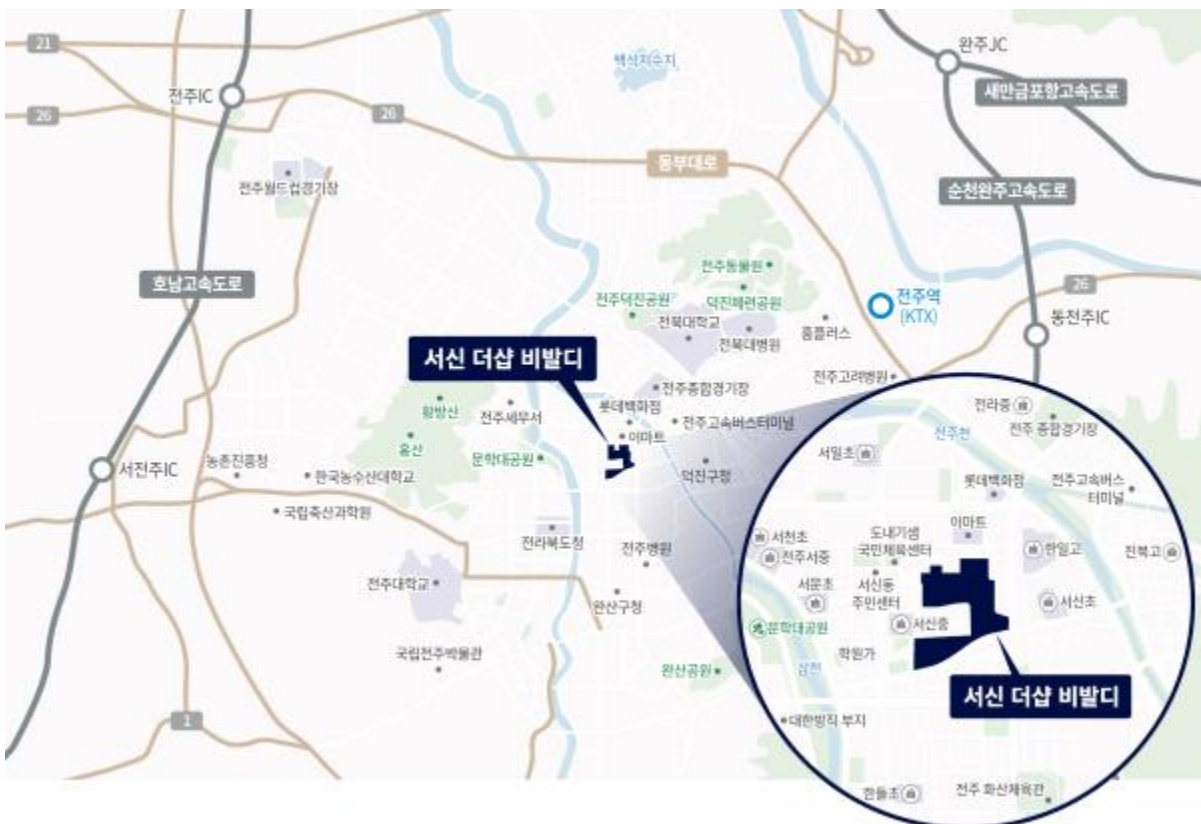 21
전주IC
26
26
백석저수지
완주JC
새만금포항고속도로
동부대로
순천완주고속도로
전주월드컵경기장
호남고속도로
전주동물원
전주덕진공원
덕진체련공원
전북대학교
전북대병원
홈플러스
전주역
(KTX)
26
동전주IC
서신 더샵 비발디
전주종합경기장
전주고려병원
롯데백화점
전주고속버스터미널
이마트
황방산
전주세무서
홍산
문학대공원
덕진구청
서전주IC
농촌진흥청
한국농수산대학교
국립축산과학원
전라북도청
전주병원
전주대학교
완산구청
국립전주박물관
완산공원
1
전라중
전주천
전주 종합경기장
서일초
롯데백화점
전주고속버스
터미널
이마트
서천초
도내기샘
국민체육센터
전주서중
한일고
전북고
서문초
서신동
주민센터
서신초
문학대공원
서신중
학원가
삼천
서신 더샵 비발디
대한방직 부지
한들초
전주 화산체육관